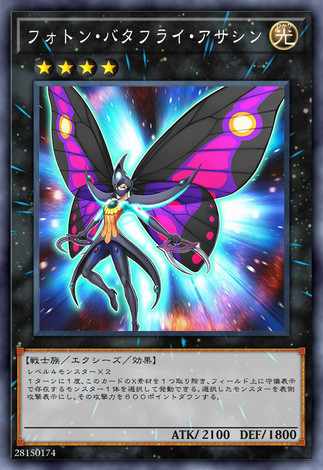 フォトン・バタフライ・アサシン
光
【戦士族／エクシーズ／効果】
レベル４モンスター×２
１ターンに１度、このカードのX素材を１つ取り除き、フィールド上に守備表示
で存在するモンスター１体を選択して発動できる。選択したモンスターを表側
攻撃表示にし、その攻撃力を６００ポイントダウンする。
ATK/ 2100 DEF/1800
28150174